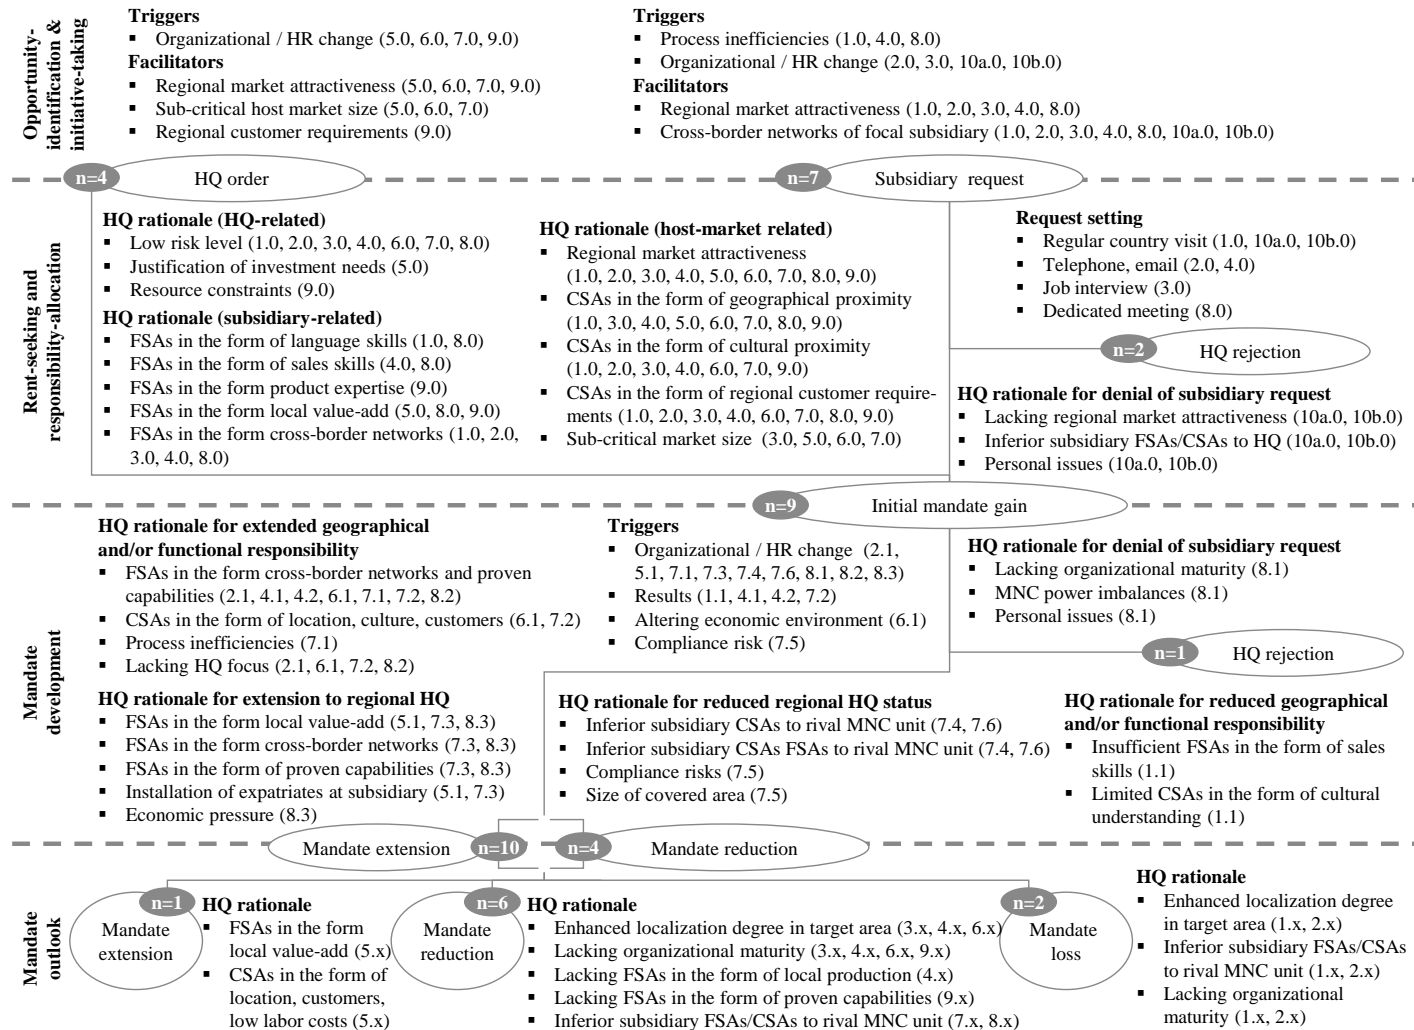 Opportunity-
identification &
initiative-taking
Triggers
▪ Organizational / HR change (5.0, 6.0, 7.0, 9.0)
Facilitators
▪ Regional market attractiveness (5.0, 6.0, 7.0, 9.0)
▪ Sub-critical host market size (5.0, 6.0, 7.0)
▪ Regional customer requirements (9.0)
Triggers
▪ Process inefficiencies (1.0, 4.0, 8.0)
▪ Organizational / HR change (2.0, 3.0, 10a.0, 10b.0)
Facilitators
▪ Regional market attractiveness (1.0, 2.0, 3.0, 4.0, 8.0)
▪ Cross-border networks of focal subsidiary (1.0, 2.0, 3.0, 4.0, 8.0, 10a.0, 10b.0)
n=4
HQ order
n=7
Subsidiary request
Rent-seeking and
responsibility-allocation
HQ rationale (HQ-related)
▪ Low risk level (1.0, 2.0, 3.0, 4.0, 6.0, 7.0, 8.0)
▪ Justification of investment needs (5.0)
▪ Resource constraints (9.0)
HQ rationale (subsidiary-related)
▪ FSAs in the form of language skills (1.0, 8.0)
▪ FSAs in the form of sales skills (4.0, 8.0)
▪ FSAs in the form product expertise (9.0)
▪ FSAs in the form local value-add (5.0, 8.0, 9.0)
▪ FSAs in the form cross-border networks (1.0, 2.0,
3.0, 4.0, 8.0)
HQ rationale (host-market related)
▪ Regional market attractiveness
(1.0, 2.0, 3.0, 4.0, 5.0, 6.0, 7.0, 8.0, 9.0)
▪ CSAs in the form of geographical proximity
(1.0, 3.0, 4.0, 5.0, 6.0, 7.0, 8.0, 9.0)
▪ CSAs in the form of cultural proximity
(1.0, 2.0, 3.0, 4.0, 6.0, 7.0, 9.0)
▪ CSAs in the form of regional customer require-
ments (1.0, 2.0, 3.0, 4.0, 6.0, 7.0, 8.0, 9.0)
▪ Sub-critical market size (3.0, 5.0, 6.0, 7.0)
Request setting
▪ Regular country visit (1.0, 10a.0, 10b.0)
▪ Telephone, email (2.0, 4.0)
▪ Job interview (3.0)
▪ Dedicated meeting (8.0)
n=2
HQ rejection
HQ rationale for denial of subsidiary request
▪ Lacking regional market attractiveness (10a.0, 10b.0)
▪ Inferior subsidiary FSAs/CSAs to HQ (10a.0, 10b.0)
▪ Personal issues (10a.0, 10b.0)
n=9
Initial mandate gain
Mandate
development
HQ rationale for extended geographical
and/or functional responsibility
▪ FSAs in the form cross-border networks and proven
capabilities (2.1, 4.1, 4.2, 6.1, 7.1, 7.2, 8.2)
▪ CSAs in the form of location, culture, customers (6.1, 7.2)
▪ Process inefficiencies (7.1)
▪ Lacking HQ focus (2.1, 6.1, 7.2, 8.2)
HQ rationale for extension to regional HQ
▪ FSAs in the form local value-add (5.1, 7.3, 8.3)
▪ FSAs in the form cross-border networks (7.3, 8.3)
▪ FSAs in the form of proven capabilities (7.3, 8.3)
▪ Installation of expatriates at subsidiary (5.1, 7.3)
▪ Economic pressure (8.3)
Triggers
▪ Organizational / HR change (2.1,
5.1, 7.1, 7.3, 7.4, 7.6, 8.1, 8.2, 8.3)
▪ Results (1.1, 4.1, 4.2, 7.2)
▪ Altering economic environment (6.1)
▪ Compliance risk (7.5)
HQ rationale for denial of subsidiary request
▪ Lacking organizational maturity (8.1)
▪ MNC power imbalances (8.1)
▪ Personal issues (8.1)
n=1
HQ rejection
HQ rationale for reduced regional HQ status
▪ Inferior subsidiary CSAs to rival MNC unit (7.4, 7.6)
▪ Inferior subsidiary CSAs FSAs to rival MNC unit (7.4, 7.6)
▪ Compliance risks (7.5)
▪ Size of covered area (7.5)
HQ rationale for reduced geographical
and/or functional responsibility
▪ Insufficient FSAs in the form of sales
skills (1.1)
▪ Limited CSAs in the form of cultural
understanding (1.1)
Mandate extension
n=10
n=4
Mandate reduction
Mandate
outlook
n=1
Mandate
extension
HQ rationale
▪ FSAs in the form
local value-add (5.x)
▪ CSAs in the form of
location, customers,
low labor costs (5.x)
n=6
Mandate
reduction
HQ rationale
▪ Enhanced localization degree in target area (3.x, 4.x, 6.x)
▪ Lacking organizational maturity (3.x, 4.x, 6.x, 9.x)
▪ Lacking FSAs in the form of local production (4.x)
▪ Lacking FSAs in the form of proven capabilities (9.x)
▪ Inferior subsidiary FSAs/CSAs to rival MNC unit (7.x, 8.x)
n=2
Mandate
loss
HQ rationale
▪ Enhanced localization degree
in target area (1.x, 2.x)
▪ Inferior subsidiary FSAs/CSAs
to rival MNC unit (1.x, 2.x)
▪ Lacking organizational
maturity (1.x, 2.x)